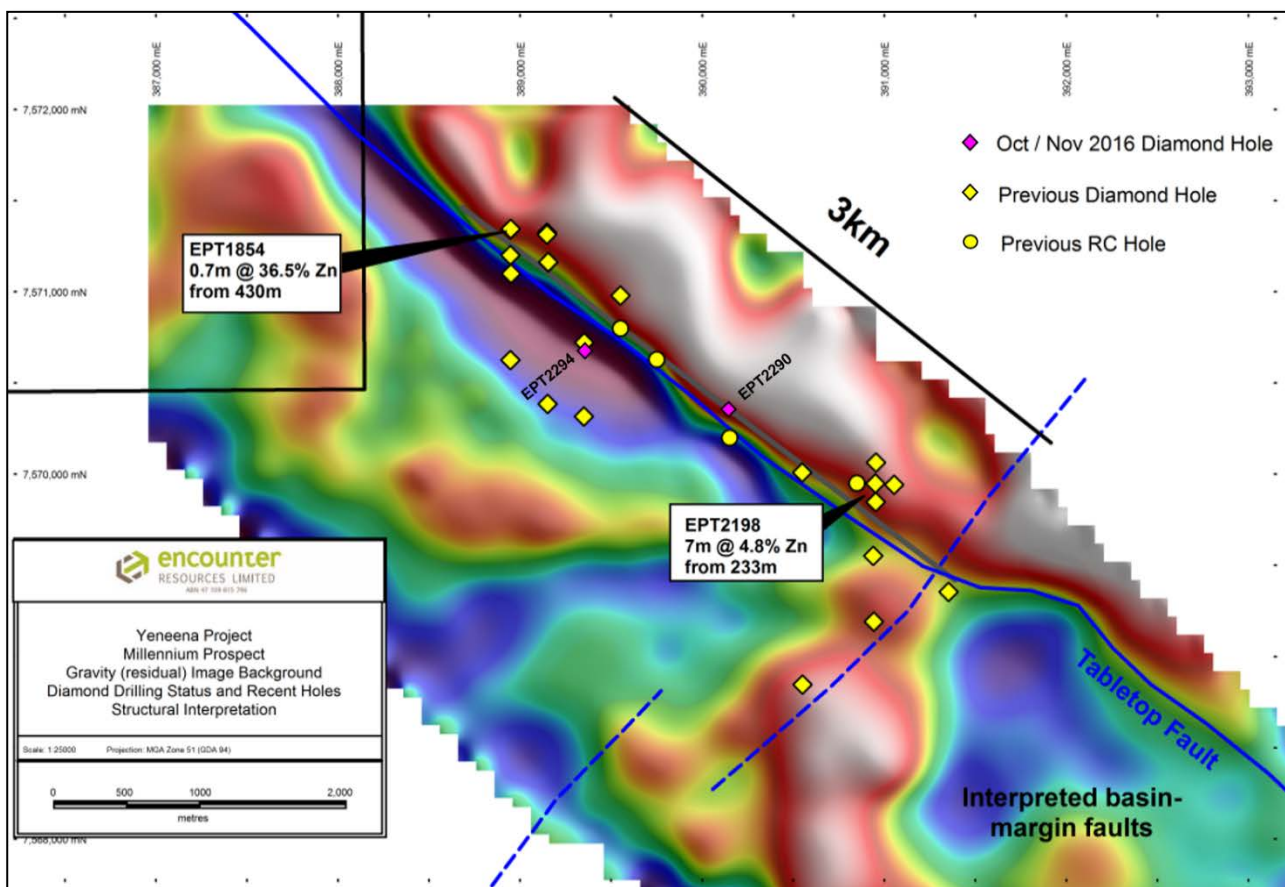 387,000 mE
388,000 mE
389,000 mE
390,000 mE
391,000 mE
392,000 mE
393,000 mE
7,572,000 mN
7,571,000 mN
7,570,000 mN
7,568,000 mN
Oct / Nov 2016 Diamond Hole
Previous Diamond Hole
Previous RC Hole
3km
EPT1854
0.7m @ 36.5% Zn
from 430m
EPT2294
EPT2290
EPT2198
7m @ 4.8% Zn
from 233m
Tabletop Fault
Interpreted basin-
margin faults
encounter
RESOURCES LIMITED
Yeneena Project
Millennium Prospect
Gravity (residual) Image Background
Diamond Drilling Status and Recent Holes
Structural Interpretation
Scale: 1:25000 Projection: MGA Zone 51 (GDA 94)
0 500 1000 2,000
metres